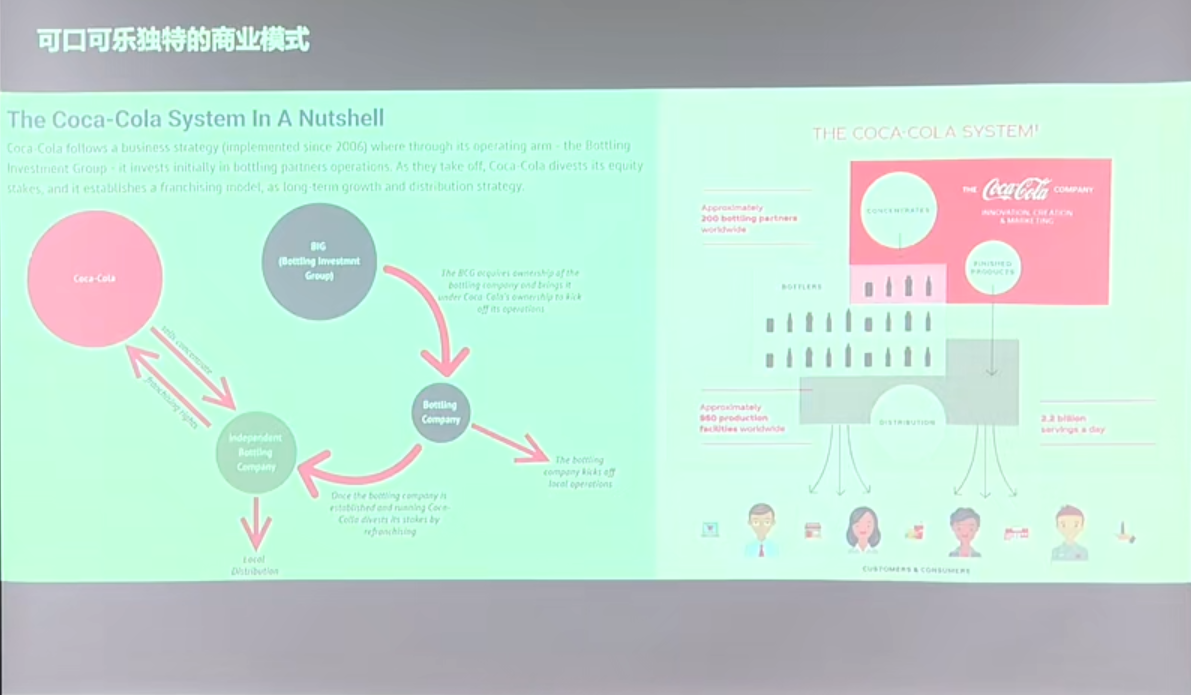 可口可乐独特的商业模式
The Coca-Cola System In A Nutshell
Coca-Cola follows a business strategy (implemented since 2006) where through its operating arm - the Bottling
Investment Group - it invests initially in bottling partners operations. As they take off, Coca-Cola divests its equity
stakes, and it establishes a franchising model, as long-term growth and distribution strategy.
Coca-Cola
BIG
(Bottling Investmnt
Group)
The BCG acquires ownership of the
bottling company and brings it
under Coca-Cola's ownership to kick
off its operations
sells concentrate
franchising rights
Bottling
Company
Independent
Bottling
Company
The bottling
company kicks off
local operations
Once the bottling company is
established and running Coca-
Cola divests its stakes by
refranchising
Local
Distribution
THE COCA-COLA SYSTEM!
CONCENTRATES
THE Coca-Cola COMPANY
INNOVATION, CREATION
& MARKETING
Approximately
200 bottling partners
worldwide
FINISHED
PRODUCTS
BOTTLERS
Approximately
950 production
facilities worldwide
DISTRIBUTION
2.2 billion
servings a day
CUSTOMERS & CONSUMERS